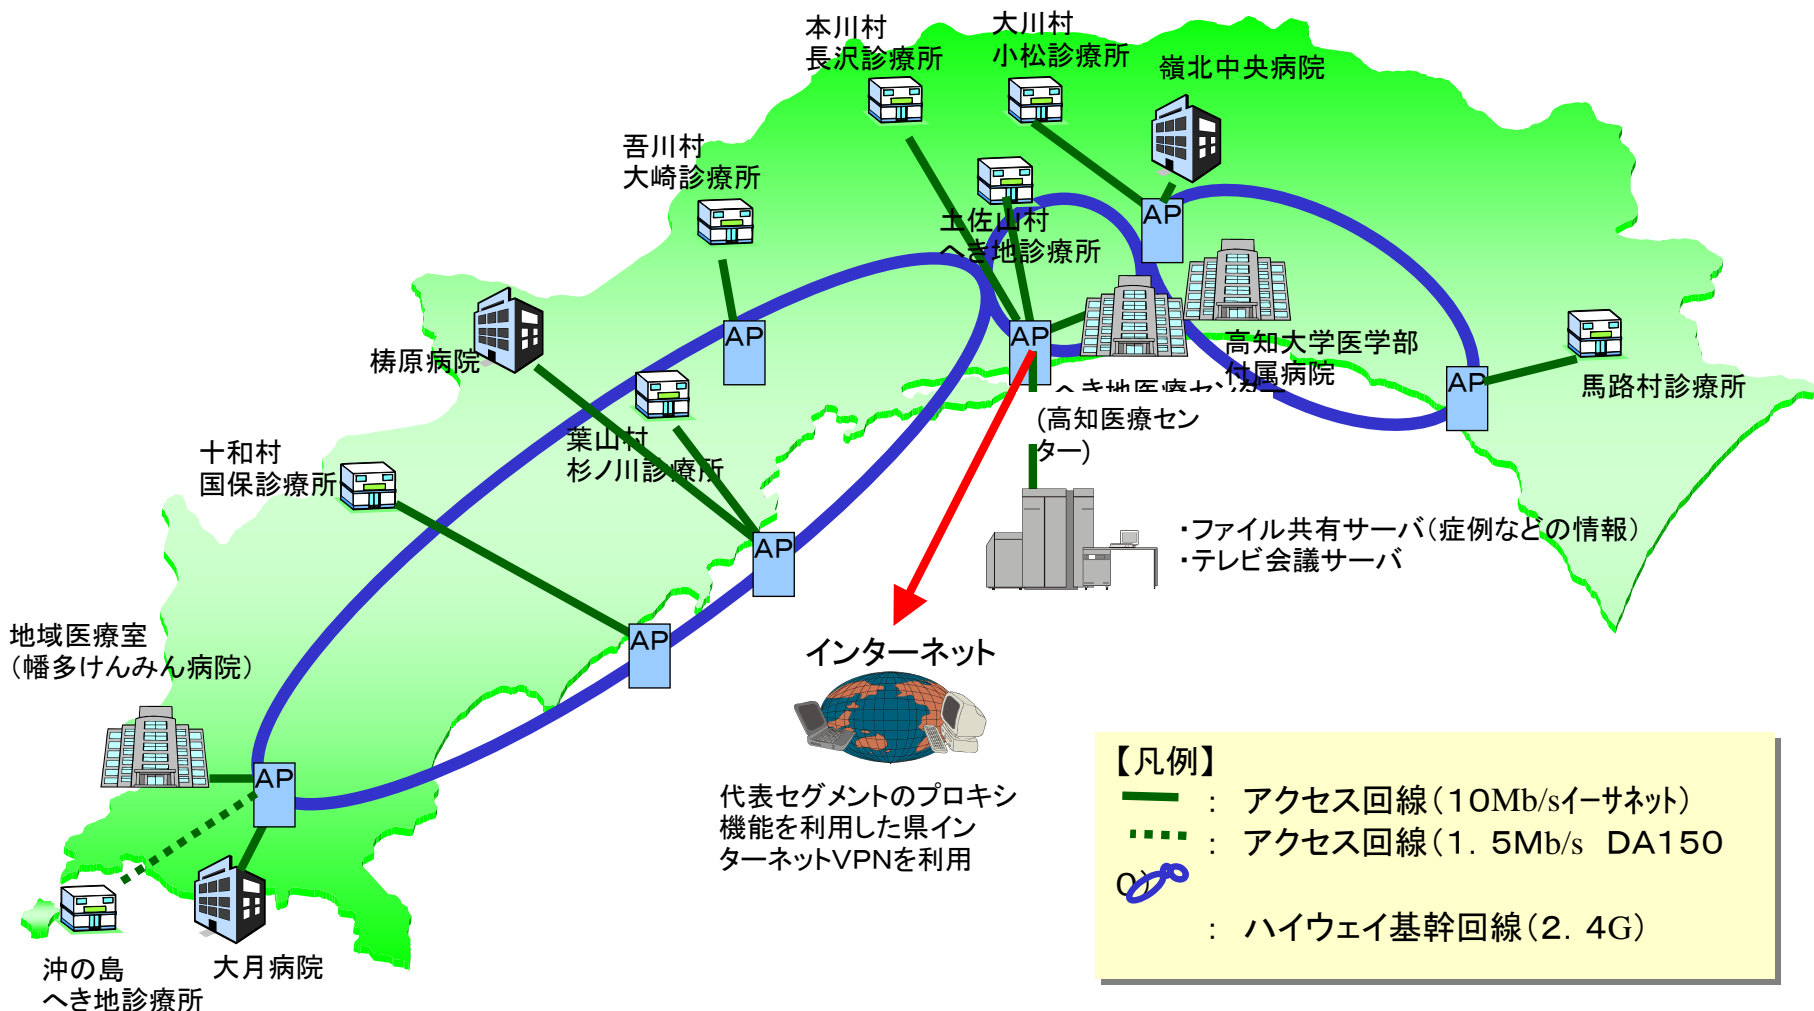 本川村
長沢診療所
大川村
小松診療所
嶺北中央病院
吾川村
大崎診療所
土佐山村
へき地診療所
AP
AP
AP
高知大学医学部
付属病院
AP
馬路村診療所
梼原病院
へき地医療センター
(高知医療セン
ター)
葉山村
杉ノ川診療所
十和村
国保診療所
AP
・ファイル共有サーバ(症例などの情報)
・テレビ会議サーバ
AP
地域医療室
(幡多けんみん病院)
インターネット
AP
代表セグメントのプロキシ
機能を利用した県イン
ターネットVPNを利用
沖の島
へき地診療所
大月病院
【凡例】
: アクセス回線(10Mb/sイーサネット)
: アクセス回線(1.5Mb/s DA150
0)
: ハイウェイ基幹回線(2.4G)